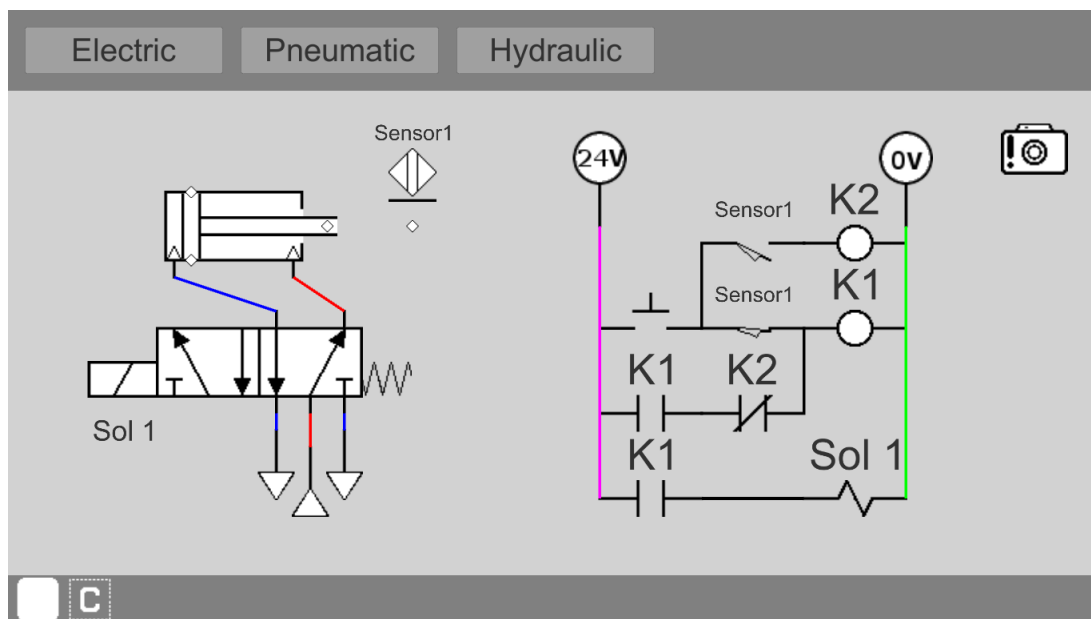 Electric Pneumatic Hydraulic
Sensor1
24V
0V
Sensor1
K2
Sensor1
K1
K1
K2
Sol 1
K1
Sol 1
C